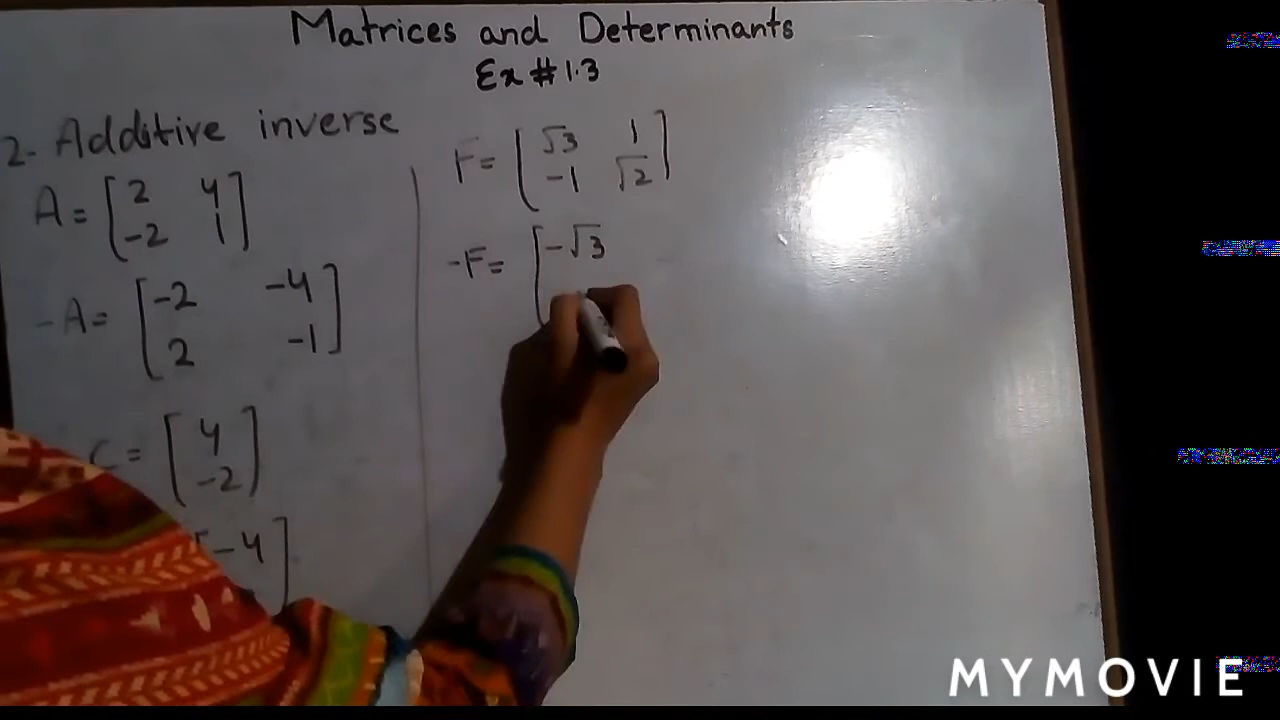 Matrices and Determinants
Ex # 1.3
2- Additive inverse
A = [ 2 4
-2 1 ]
-A = [ -2 -4
2 -1 ]
C = [ 4
-2 ]
-4 ]
F = [ √3 1
-1 √2 ]
-F = [ -√3
MYMOVIE